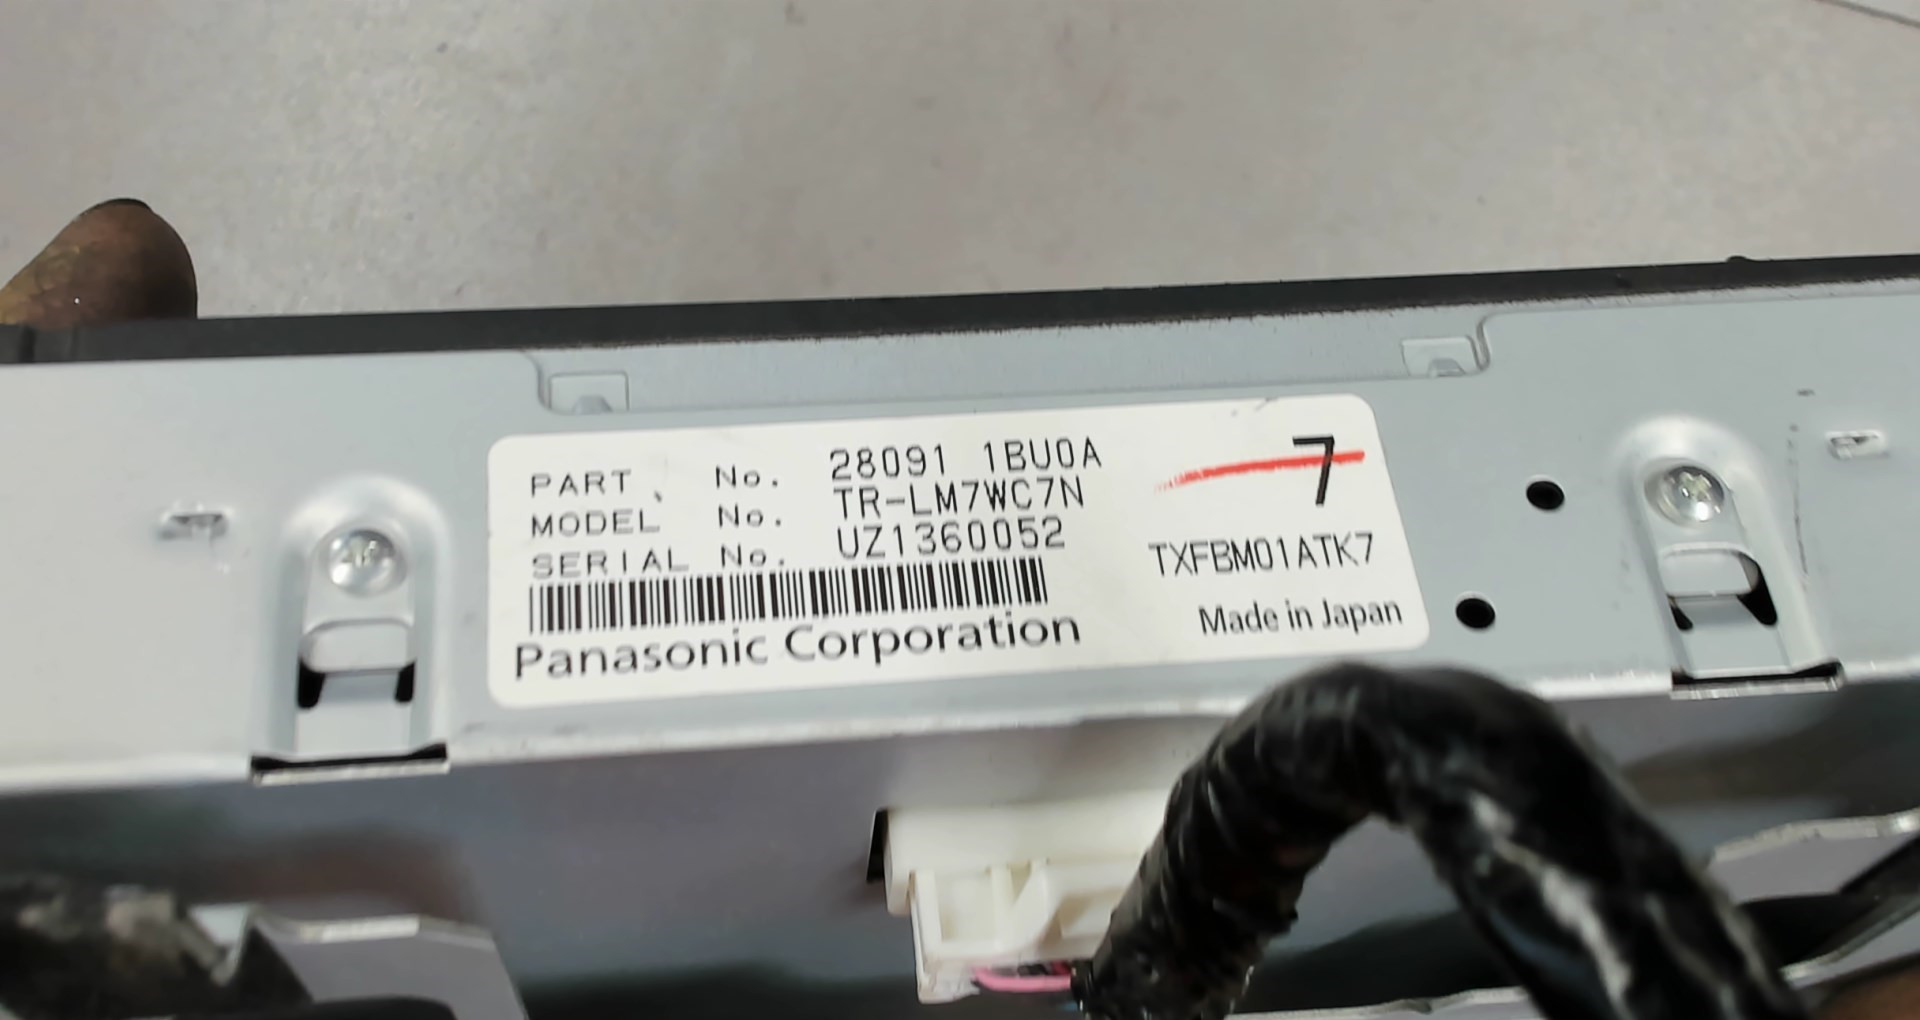 PART No. 28091 1BU0A
MODEL No. TR-LM7WC7N
SERIAL No. UZ1360052
7
TXFBM01ATK7
Panasonic Corporation
Made in Japan